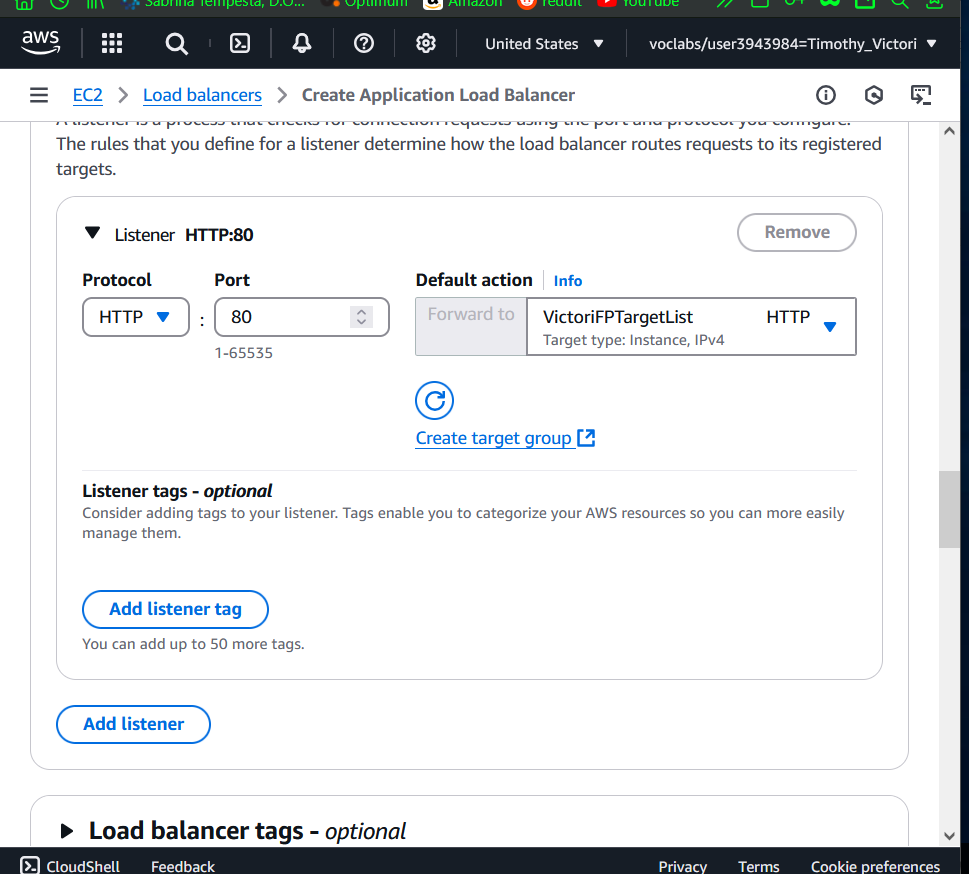 Sabrina Tempesta, D.O... Optimum Amazon reddit YouTube
aws United States voclabs/user3943984=Timothy_Victori
EC2 Load balancers Create Application Load Balancer
A listener is a process that checks for connection requests using the port and protocol you configure.
The rules that you define for a listener determine how the load balancer routes requests to its registered
targets.
Listener HTTP:80
Remove
Protocol Port Default action Info
HTTP : 80 Forward to VictoriFPTargetList HTTP
Target type: Instance, IPv4
1-65535
Create target group
Listener tags - optional
Consider adding tags to your listener. Tags enable you to categorize your AWS resources so you can more easily
manage them.
Add listener tag
You can add up to 50 more tags.
Add listener
Load balancer tags - optional
CloudShell Feedback Privacy Terms Cookie preferences